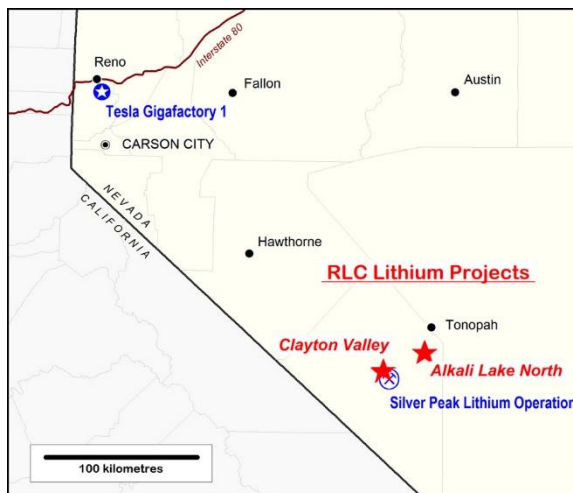 Reno
Interstate 80
Fallon
Austin
Tesla Gigafactory 1
CARSON CITY
NEVADA
CALIFORNIA
Hawthorne
RLC Lithium Projects
Tonopah
Clayton Valley
Alkali Lake North
Silver Peak Lithium Operation
100 kilometres